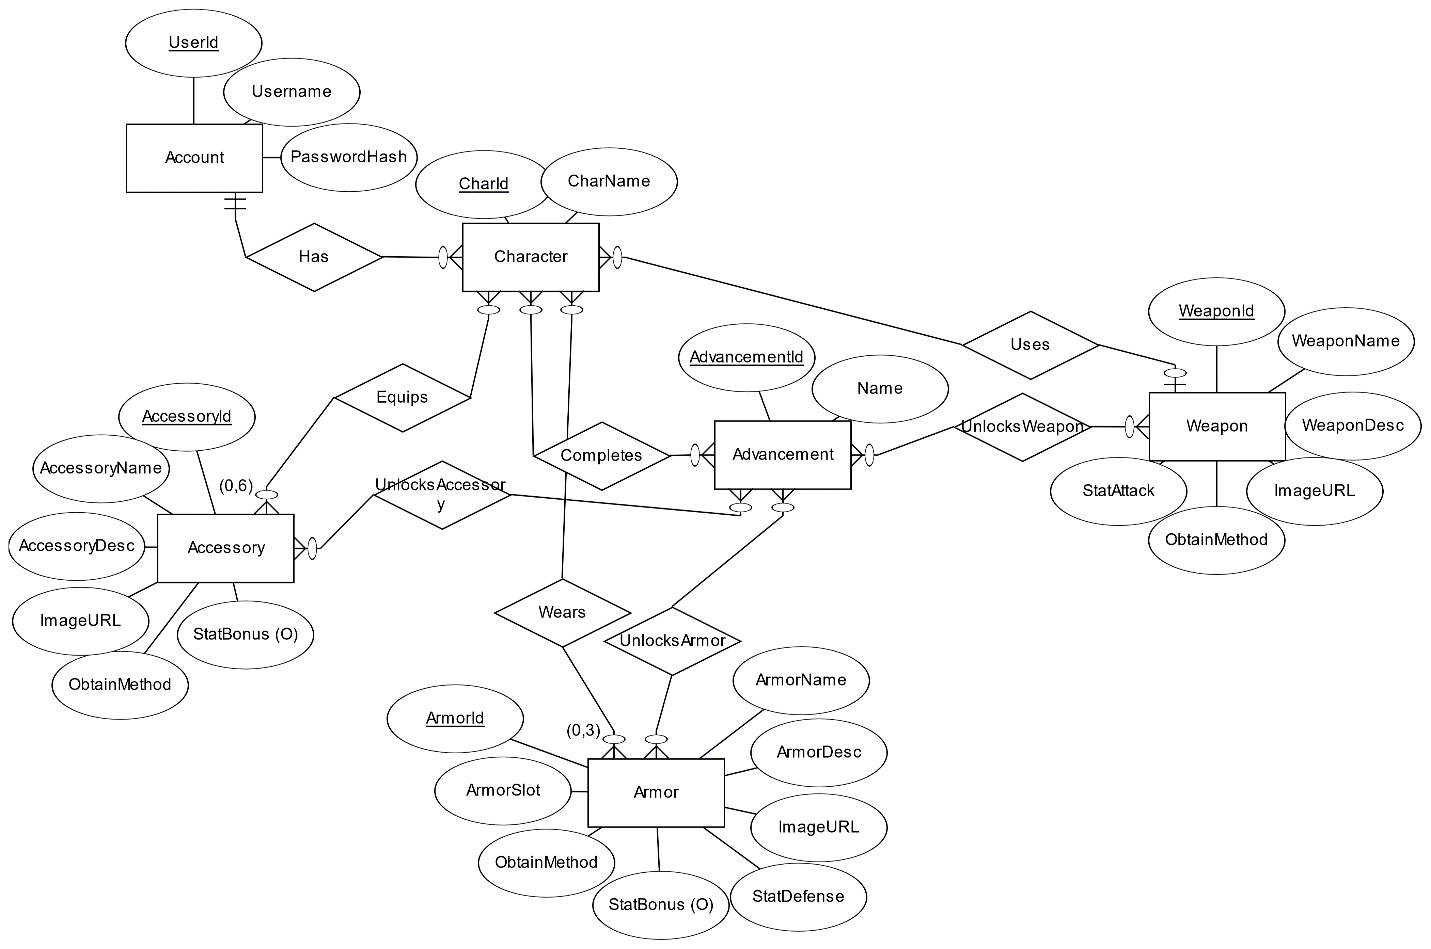 UserId
Username
Account
PasswordHash
CharId
CharName
Has
Character
WeaponId
Uses
WeaponName
AdvancementId
Name
Equips
AccessoryId
UnlocksWeapon
Weapon
WeaponDesc
AccessoryName
Completes
Advancement
(0,6)
UnlocksAccessor
y
StatAttack
ImageURL
AccessoryDesc
Accessory
ObtainMethod
ImageURL
StatBonus (O)
Wears
UnlocksArmor
ObtainMethod
ArmorName
ArmorId
(0,3)
ArmorDesc
ArmorSlot
Armor
ImageURL
ObtainMethod
StatBonus (O)
StatDefense